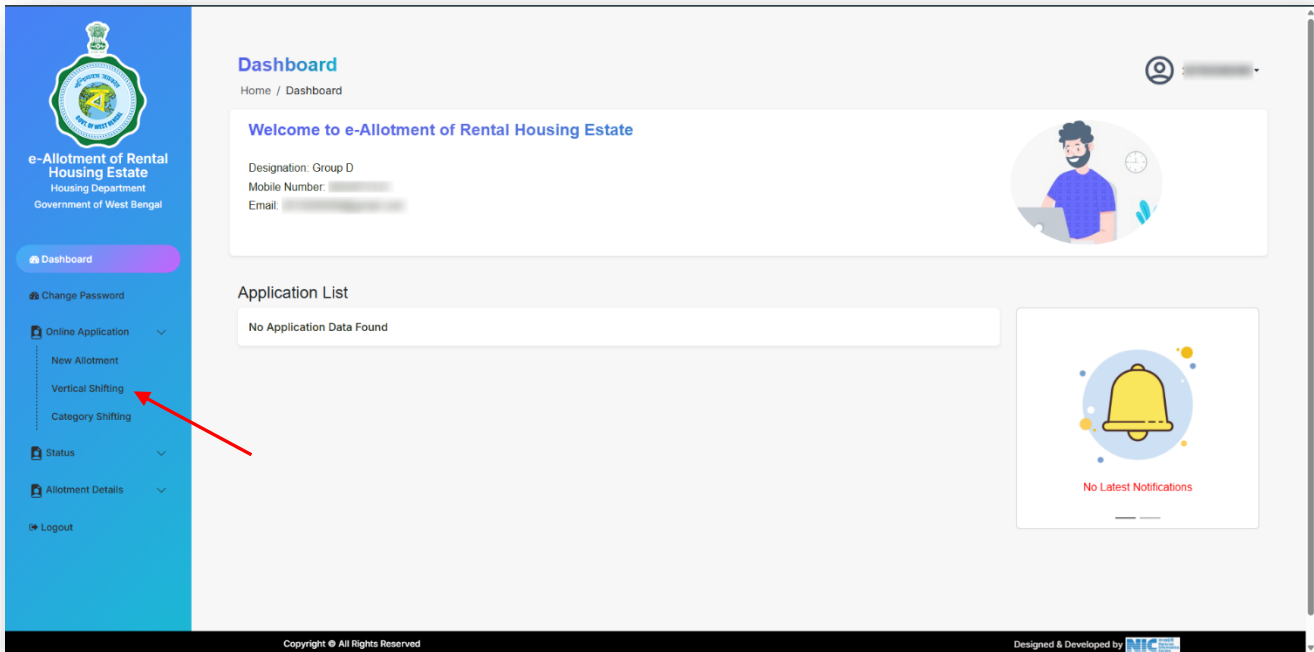 e-Allotment of Rental
Housing Estate
Housing Department
Government of West Bengal
Dashboard
Change Password
Online Application
New Allotment
Vertical Shifting
Category Shifting
Status
Allotment Details
Logout
Dashboard
Home / Dashboard
Welcome to e-Allotment of Rental Housing Estate
Designation: Group D
Mobile Number:
Email:
Application List
No Application Data Found
No Latest Notifications
Copyright © All Rights Reserved
Designed & Developed by NIC